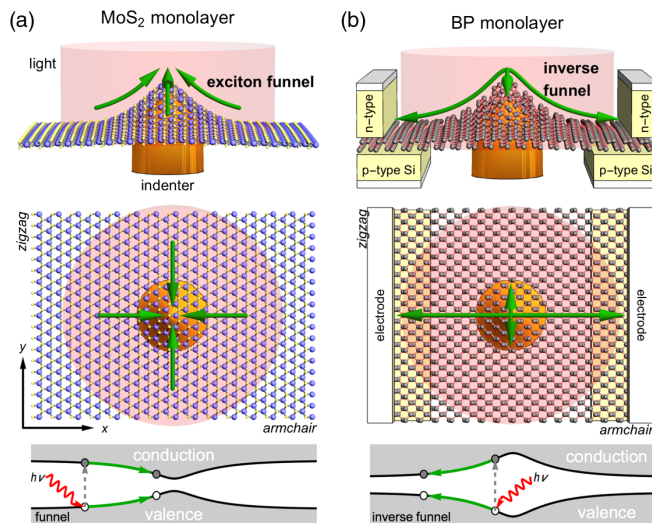 (a)
MoS₂ monolayer
light
exciton funnel
indenter
zigzag
y
x
armchair
conduction
hν
funnel
valence
(b)
BP monolayer
inverse
funnel
n-type
n-type
p-type Si
p-type Si
zigzag
electrode
electrode
armchair
conduction
hν
inverse funnel
valence